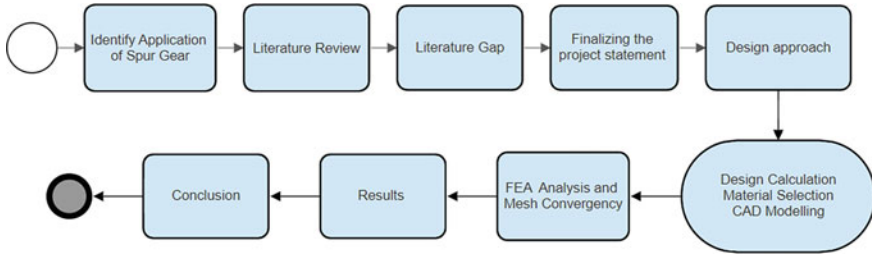 Identify Application
of Spur Gear
Literature Review
Literature Gap
Finalizing the
project statement
Design approach
Design Calculation
Material Selection
CAD Modelling
FEA Analysis and
Mesh Convergency
Results
Conclusion